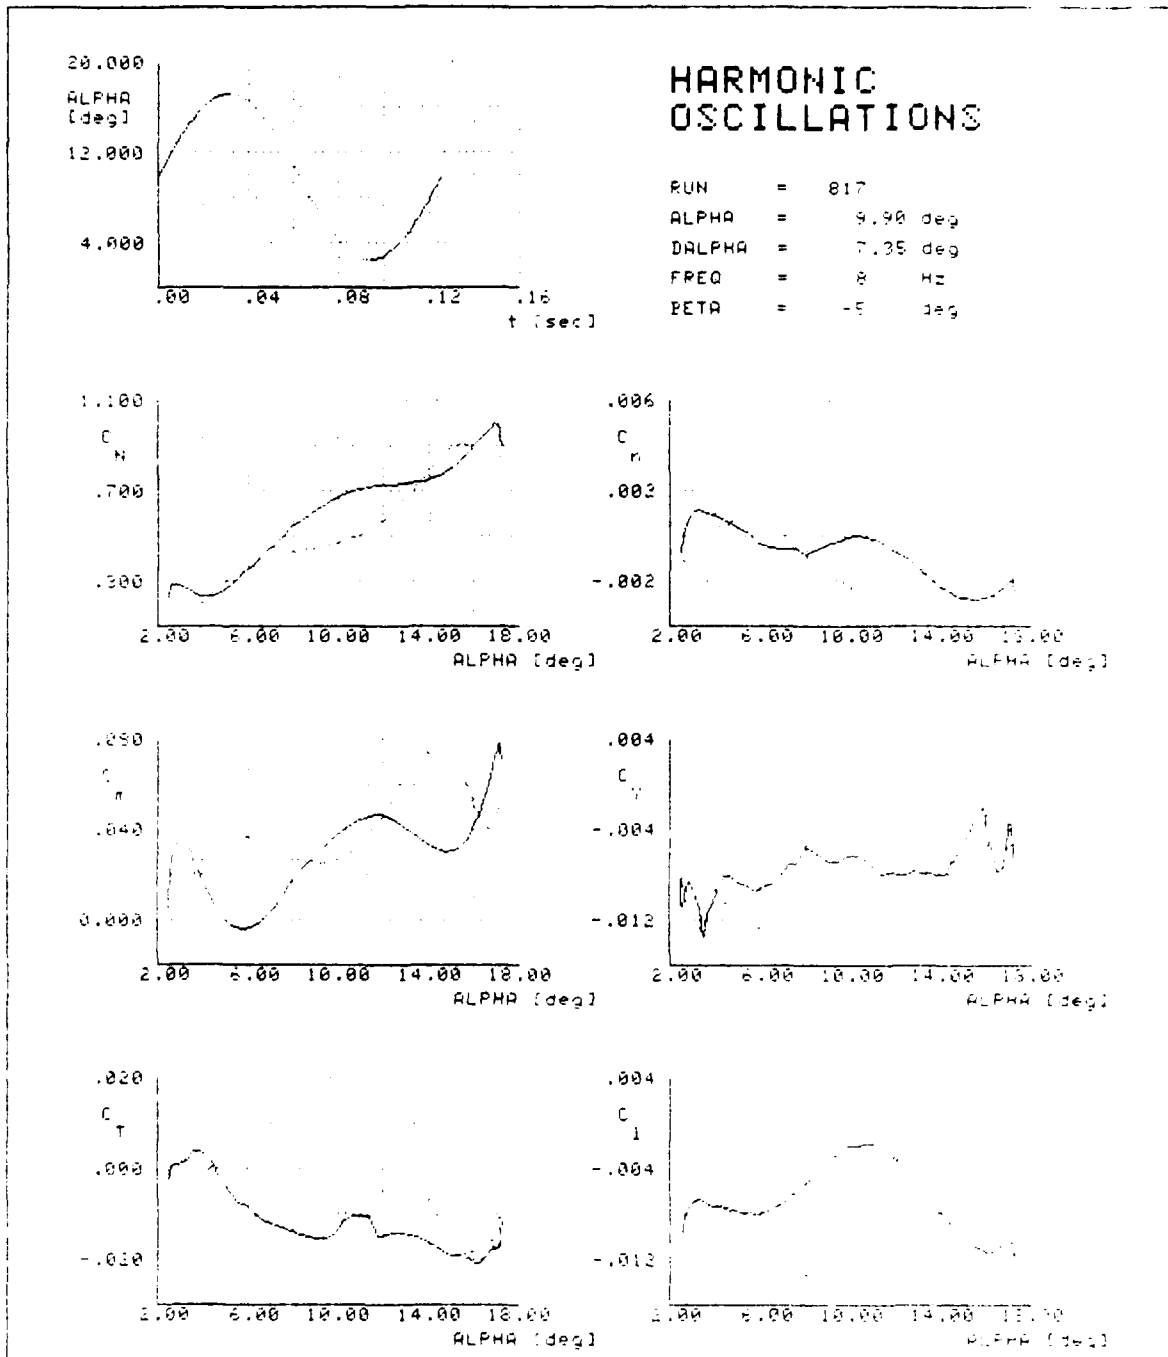 HARMONIC
OSCILLATIONS
RUN = 817
ALPHA = 9.90 deg
DALPHA = 7.35 deg
FREQ = 8 Hz
BETA = -5 deg
20.000
ALPHA
[deg]
12.000
4.000
.00 .04 .08 .12 .16
t [sec]
1.100
C N
.700
.300
2.00 6.00 10.00 14.00 18.00
ALPHA [deg]
.006
C n
.002
-.002
2.00 6.00 10.00 14.00 18.00
ALPHA [deg]
.080
C m
.040
0.000
2.00 6.00 10.00 14.00 18.00
ALPHA [deg]
.004
C Y
-.004
-.012
2.00 6.00 10.00 14.00 18.00
ALPHA [deg]
.020
C T
.000
-.020
2.00 6.00 10.00 14.00 18.00
ALPHA [deg]
.004
C l
-.004
-.012
2.00 6.00 10.00 14.00 18.00
ALPHA [deg]